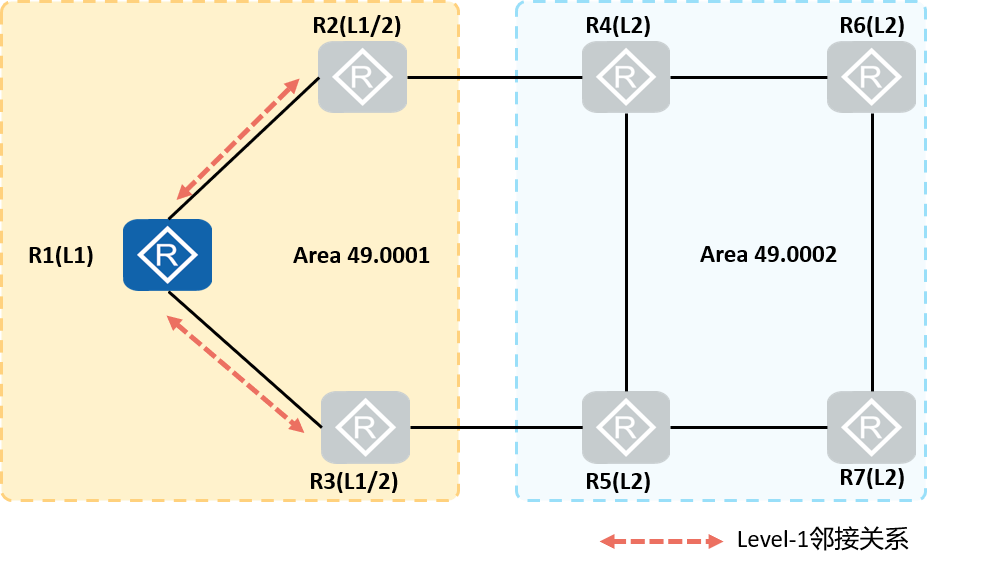 R2(L1/2)
R4(L2)
R6(L2)
R
R
R
R1(L1)
R
Area 49.0001
Area 49.0002
R
R
R
R3(L1/2)
R5(L2)
R7(L2)
Level-1邻接关系